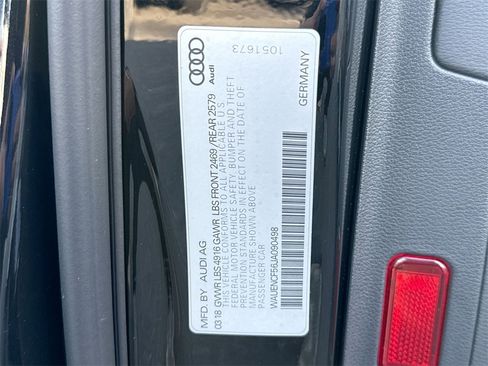 MFD. BY AUDI AG
03 18 GVWR LBS 4916 GAWR LBS FRONT 2469 /REAR 2579
THIS VEHICLE CONFORMS TO ALL APPLICABLE U.S.
FEDERAL MOTOR VEHICLE SAFETY, BUMPER AND THEFT
PREVENTION STANDARDS IN EFFECT ON THE DATE OF
MANUFACTURE SHOWN ABOVE
PASSENGER CAR
WAUENCF56JA090498
GERMANY
Audi
1051673